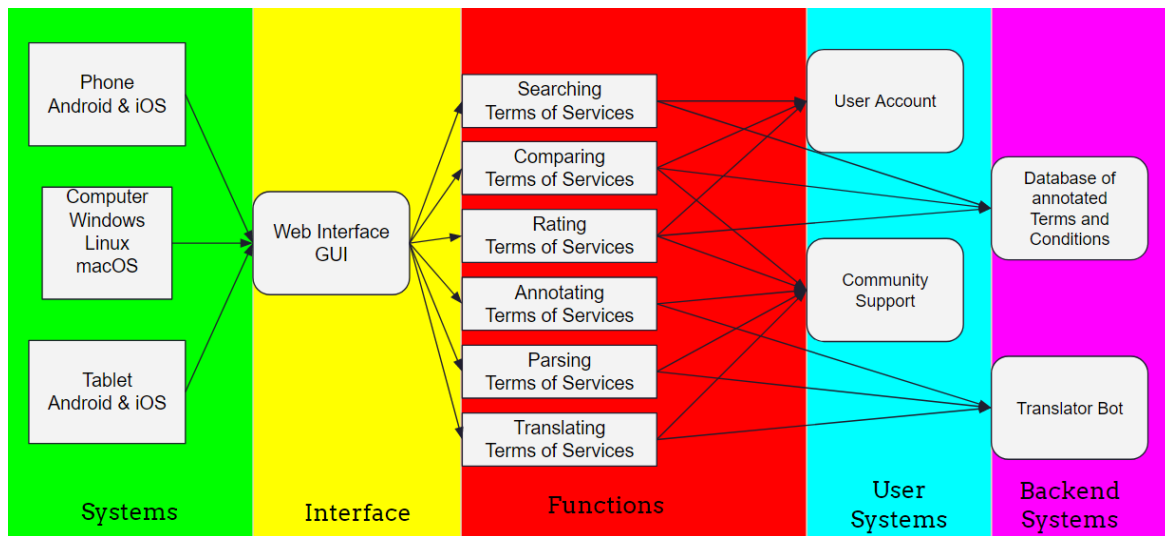 Phone
Android & iOS
Computer
Windows
Linux
macOS
Tablet
Android & iOS
Systems
Web Interface
GUI
Interface
Searching
Terms of Services
Comparing
Terms of Services
Rating
Terms of Services
Annotating
Terms of Services
Parsing
Terms of Services
Translating
Terms of Services
Functions
User Account
Community
Support
User
Systems
Database of
annotated
Terms and
Conditions
Translator Bot
Backend
Systems